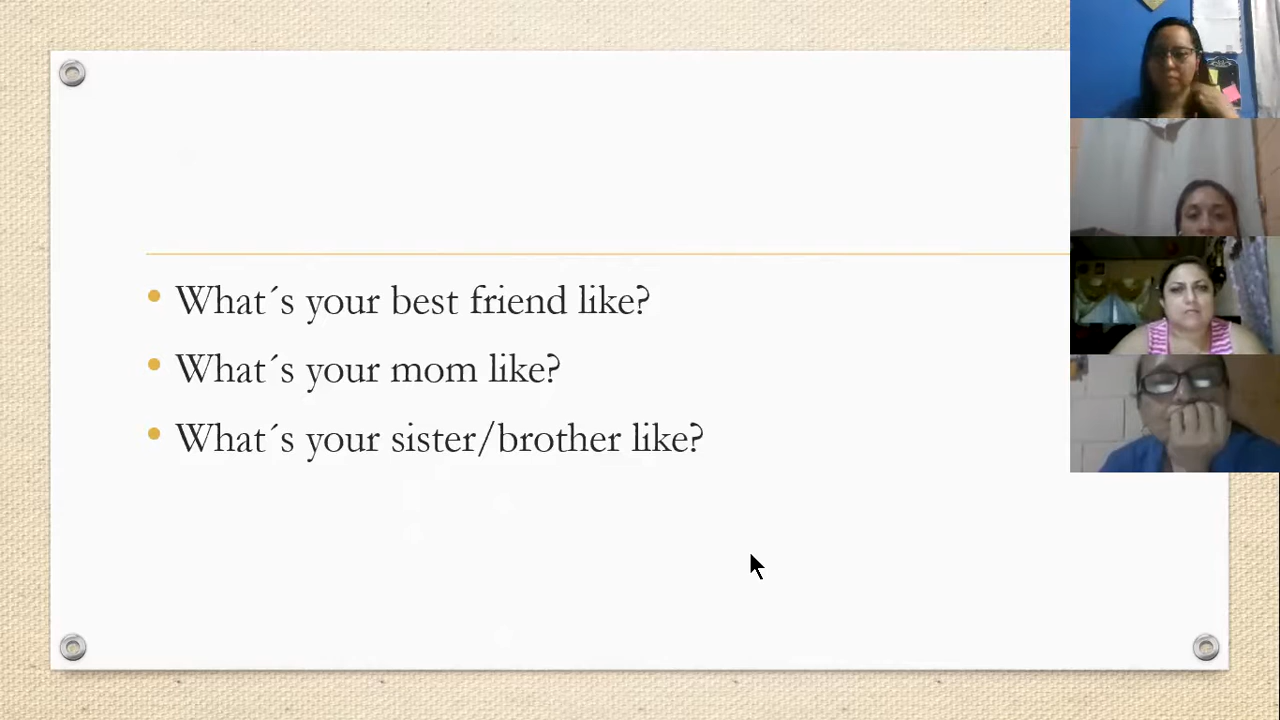 • What´s your best friend like?
• What´s your mom like?
• What´s your sister/brother like?